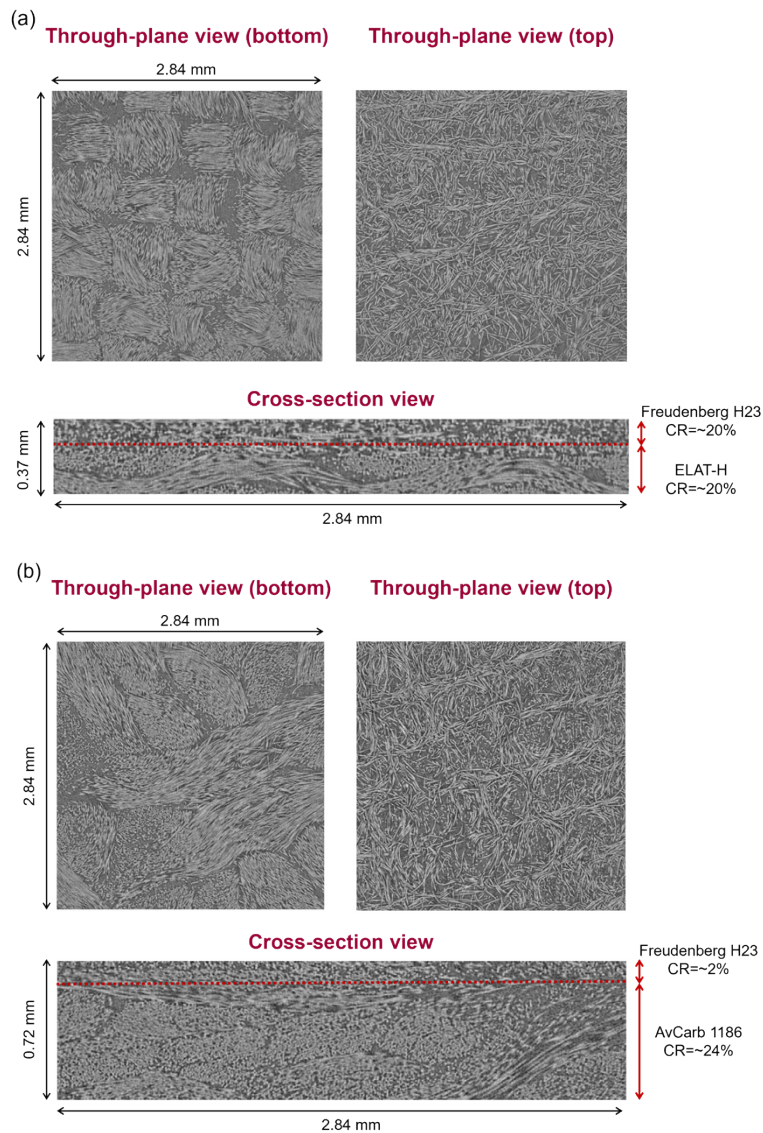 (a)
Through-plane view (bottom)
Through-plane view (top)
2.84 mm
2.84 mm
Cross-section view
0.37 mm
Freudenberg H23
CR=~20%
ELAT-H
CR=~20%
2.84 mm
(b)
Through-plane view (bottom)
Through-plane view (top)
2.84 mm
2.84 mm
Cross-section view
0.72 mm
Freudenberg H23
CR=~2%
AvCarb 1186
CR=~24%
2.84 mm